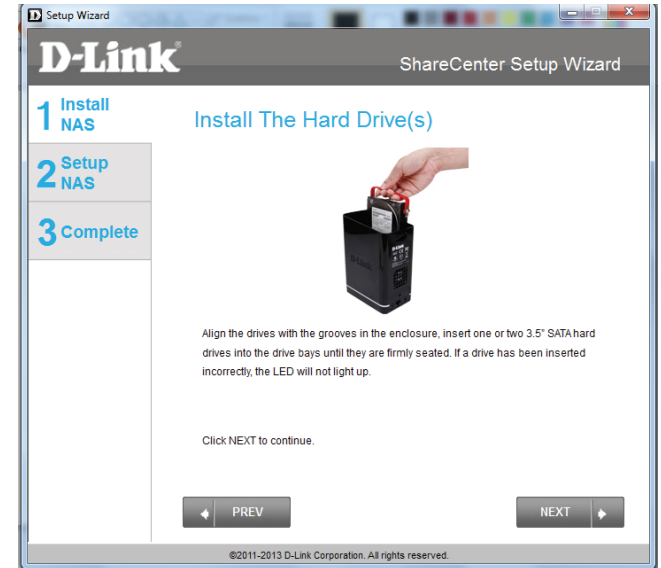 Setup Wizard
D-Link
ShareCenter Setup Wizard
1 Install NAS
2 Setup NAS
3 Complete
Install The Hard Drive(s)
D-Link
Align the drives with the grooves in the enclosure, insert one or two 3.5" SATA hard
drives into the drive bays until they are firmly seated. If a drive has been inserted
incorrectly, the LED will not light up.
Click NEXT to continue.
PREV
NEXT
©2011-2013 D-Link Corporation. All rights reserved.